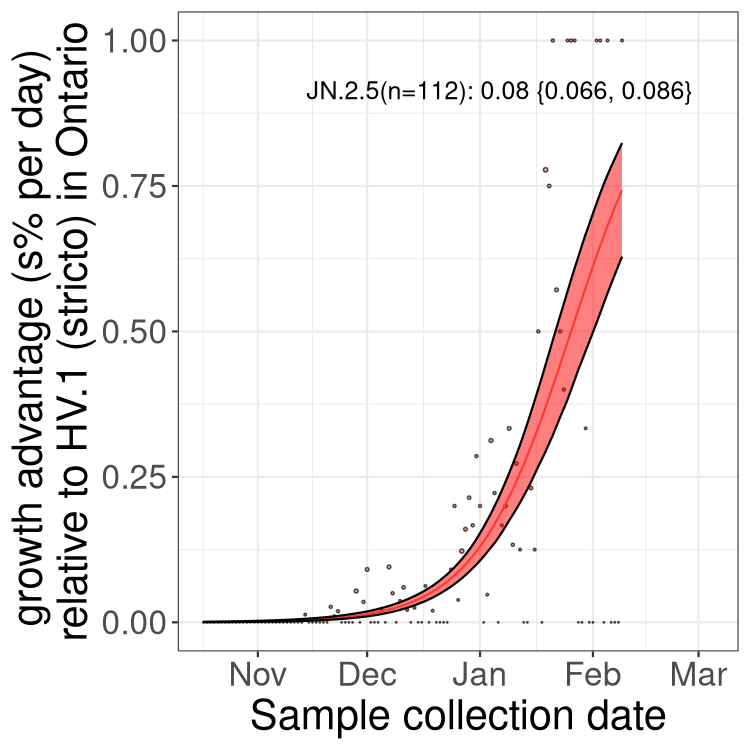 growth advantage (s% per day)
relative to HV.1 (stricto) in Ontario
1.00
0.75
0.50
0.25
0.00
JN.2.5(n=112): 0.08 {0.066, 0.086}
Nov Dec Jan Feb Mar
Sample collection date